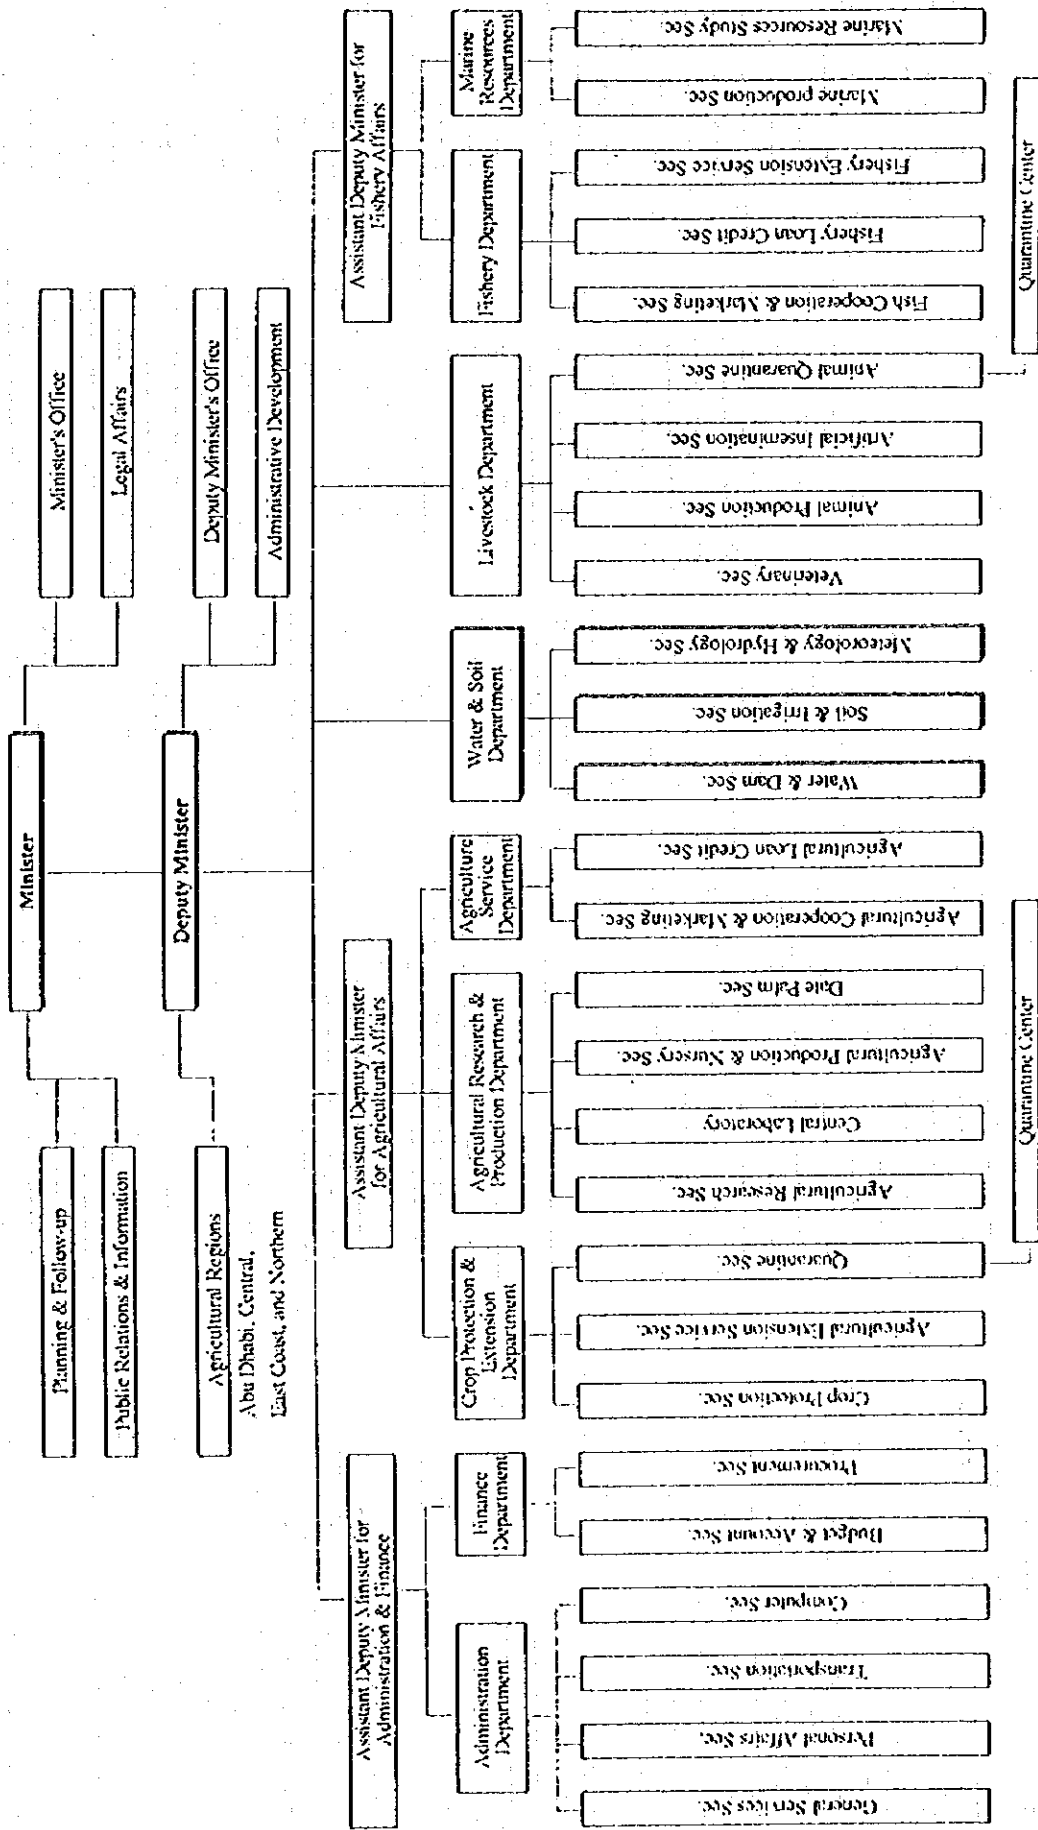 Minister
Planning & Follow-up
Public Relations & Information
Minister's Office
Legal Affairs
Deputy Minister
Agricultural Regions
Abu Dhabi, Central,
East Coast, and Northern
Deputy Minister's Office
Administrative Development
Assistant Deputy Minister for
Administration & Finance
Assistant Deputy Minister
for Agricultural Affairs
Assistant Deputy Minister for
Fishery Affairs
Administration
Department
Finance
Department
Crop Protection &
Extension
Department
Agricultural Research &
Production Department
Agriculture
Service
Department
Water & Soil
Department
Livestock Department
Fishery Department
Marine
Resources
Department
General Services Sec.
Personal Affairs Sec.
Transportation Sec.
Computer Sec.
Budget & Account Sec.
Procurement Sec.
Crop Protection Sec.
Agricultural Extension Service Sec.
Quarantine Sec.
Agricultural Research Sec.
Central Laboratory
Agricultural Production & Nursery Sec.
Date Palm Sec.
Agricultural Cooperation & Marketing Sec.
Agricultural Loan Credit Sec.
Water & Dam Sec.
Soil & Irrigation Sec.
Meteorology & Hydrology Sec.
Veterinary Sec.
Animal Production Sec.
Artificial Insemination Sec.
Animal Quarantine Sec.
Fish Cooperation & Marketing Sec.
Fishery Loan Credit Sec.
Fishery Extension Service Sec.
Marine production Sec.
Marine Resources Study Sec.
Quarantine Center
Quarantine Center